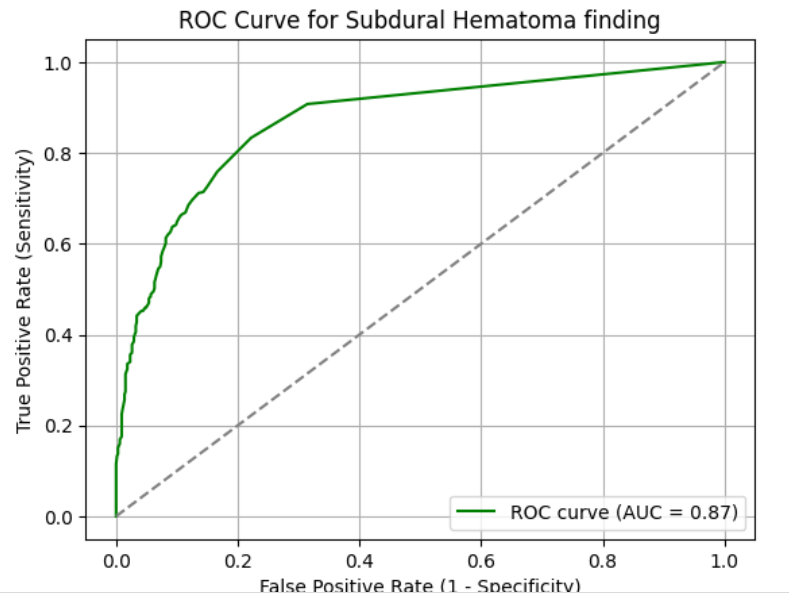 ROC Curve for Subdural Hematoma finding
True Positive Rate (Sensitivity)
1.0
0.8
0.6
0.4
0.2
0.0
ROC curve (AUC = 0.87)
0.0 0.2 0.4 0.6 0.8 1.0
False Positive Rate (1 - Specificity)